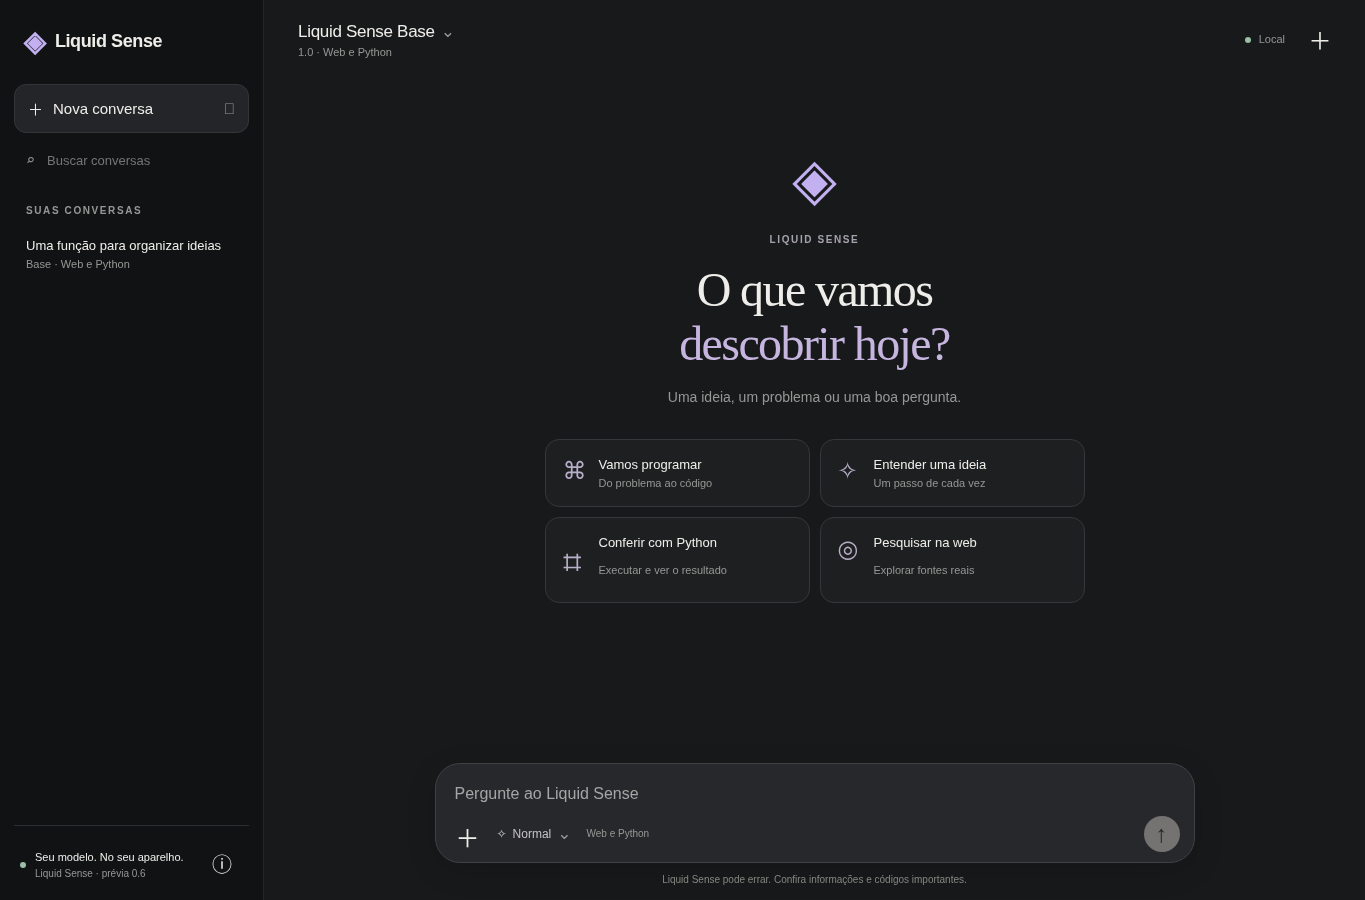 Liquid Sense
Nova conversa
Buscar conversas
SUAS CONVERSAS
Uma função para organizar ideias
Base · Web e Python
Seu modelo. No seu aparelho.
Liquid Sense · prévia 0.6
Liquid Sense Base
1.0 · Web e Python
Local
LIQUID SENSE
O que vamos
descobrir hoje?
Uma ideia, um problema ou uma boa pergunta.
Vamos programar
Do problema ao código
Entender uma ideia
Um passo de cada vez
Conferir com Python
Executar e ver o resultado
Pesquisar na web
Explorar fontes reais
Pergunte ao Liquid Sense
Normal
Web e Python
Liquid Sense pode errar. Confira informações e códigos importantes.